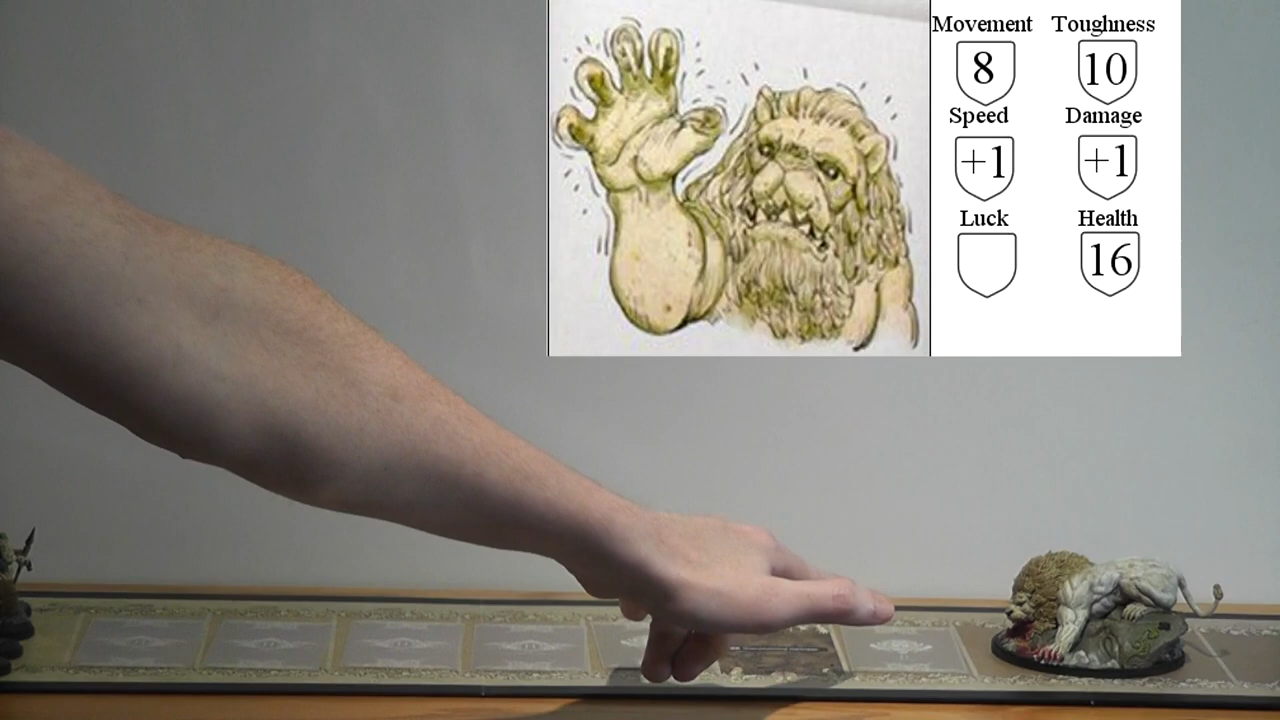 Movement Toughness
8 10
Speed Damage
+1 +1
Luck Health
16